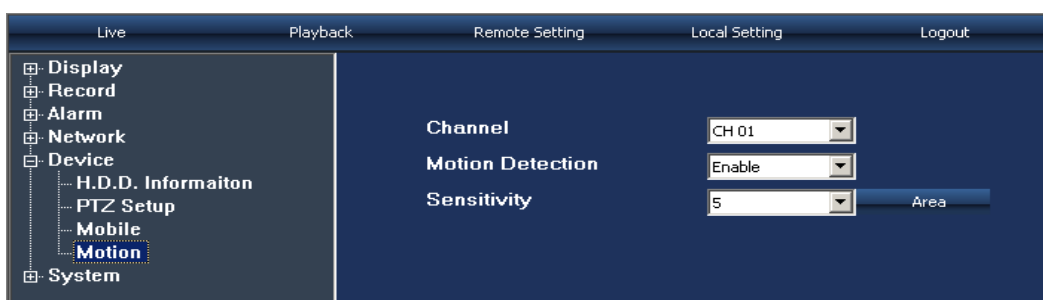 Live Playback Remote Setting Local Setting Logout
Display
Record
Alarm
Network
Device
H.D.D. Informaiton
PTZ Setup
Mobile
Motion
System
Channel CH 01
Motion Detection Enable
Sensitivity 5 Area